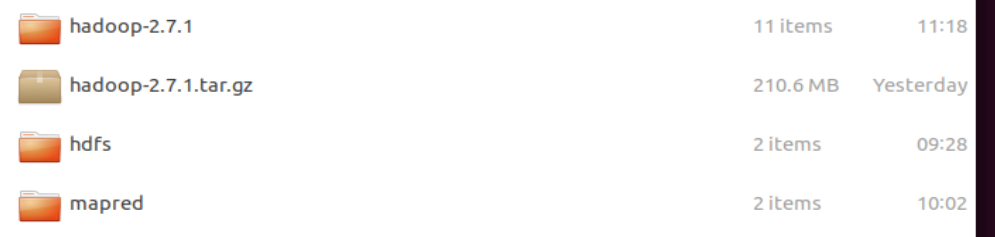 hadoop-2.7.1 11 items 11:18
hadoop-2.7.1.tar.gz 210.6 MB Yesterday
hdfs 2 items 09:28
mapred 2 items 10:02